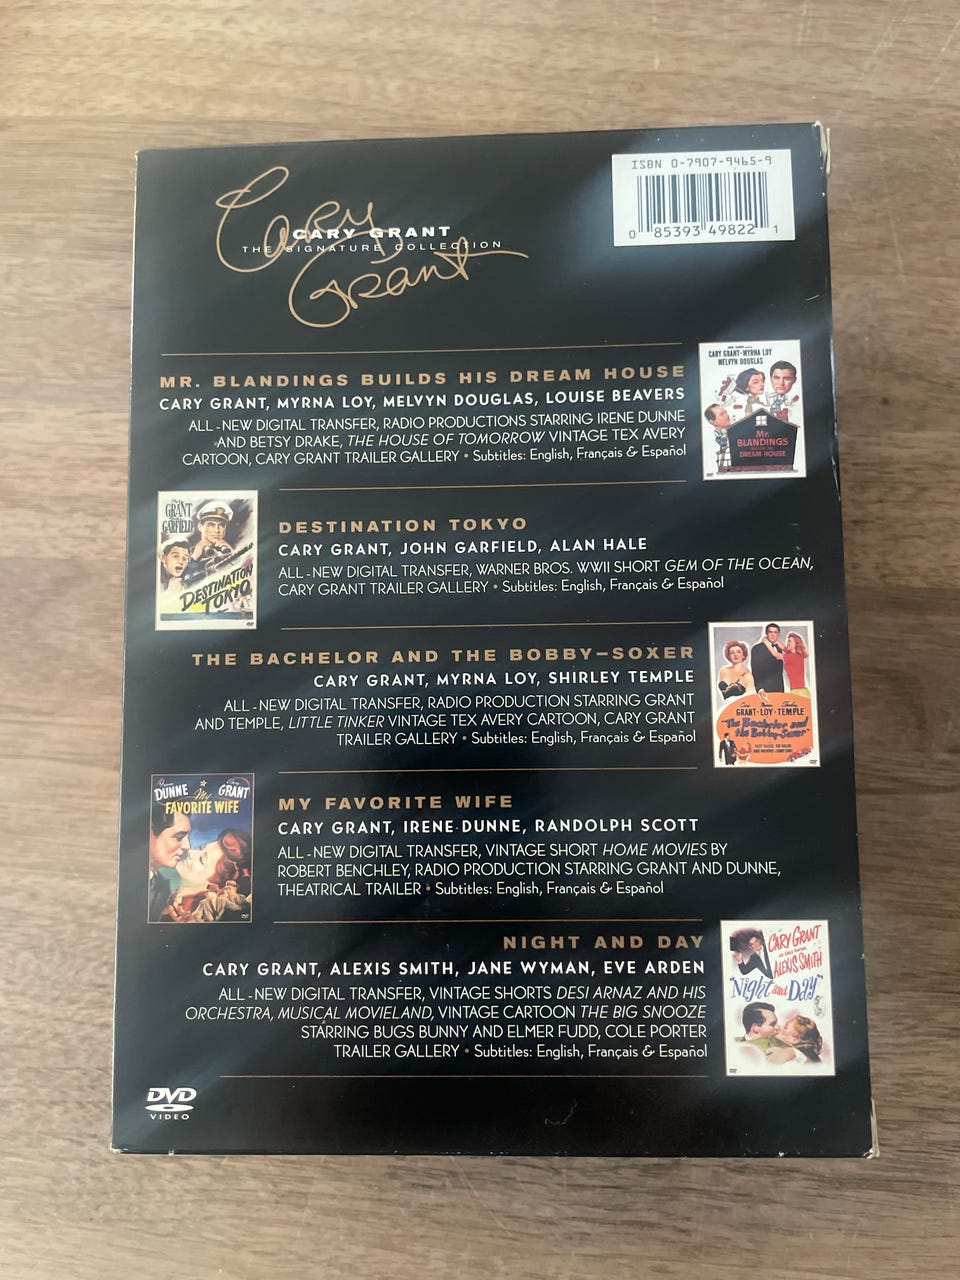 ISBN 0-7907-9465-9
0 85393 49822 1
Cary Grant
CARY GRANT
THE SIGNATURE COLLECTION
MR. BLANDINGS BUILDS HIS DREAM HOUSE
CARY GRANT, MYRNA LOY, MELVYN DOUGLAS, LOUISE BEAVERS
ALL-NEW DIGITAL TRANSFER, RADIO PRODUCTIONS STARRING IRENE DUNNE
AND BETSY DRAKE, THE HOUSE OF TOMORROW VINTAGE TEX AVERY
CARTOON, CARY GRANT TRAILER GALLERY • Subtitles: English, Français & Español
CARY GRANT • MYRNA LOY
MELVYN DOUGLAS
Mr.
BLANDINGS
BUILDS HIS
DREAM HOUSE
GRANT
GARFIELD
DESTINATION
TOKYO
DESTINATION TOKYO
CARY GRANT, JOHN GARFIELD, ALAN HALE
ALL-NEW DIGITAL TRANSFER, WARNER BROS. WWII SHORT GEM OF THE OCEAN,
CARY GRANT TRAILER GALLERY • Subtitles: English, Français & Español
THE BACHELOR AND THE BOBBY-SOXER
CARY GRANT, MYRNA LOY, SHIRLEY TEMPLE
ALL-NEW DIGITAL TRANSFER, RADIO PRODUCTION STARRING GRANT
AND TEMPLE, LITTLE TINKER VINTAGE TEX AVERY CARTOON, CARY GRANT
TRAILER GALLERY • Subtitles: English, Français & Español
Cary Myrna Shirley
GRANT • LOY • TEMPLE
The Bachelor and
the Bobby-Soxer
Irene Cary
DUNNE My GRANT
FAVORITE WIFE
MY FAVORITE WIFE
CARY GRANT, IRENE DUNNE, RANDOLPH SCOTT
ALL-NEW DIGITAL TRANSFER, VINTAGE SHORT HOME MOVIES BY
ROBERT BENCHLEY, RADIO PRODUCTION STARRING GRANT AND DUNNE,
THEATRICAL TRAILER • Subtitles: English, Français & Español
NIGHT AND DAY
CARY GRANT, ALEXIS SMITH, JANE WYMAN, EVE ARDEN
ALL-NEW DIGITAL TRANSFER, VINTAGE SHORTS DESI ARNAZ AND HIS
ORCHESTRA, MUSICAL MOVIELAND, VINTAGE CARTOON THE BIG SNOOZE
STARRING BUGS BUNNY AND ELMER FUDD, COLE PORTER
TRAILER GALLERY • Subtitles: English, Français & Español
CARY GRANT
ALEXIS SMITH
"Night and Day"
DVD
VIDEO